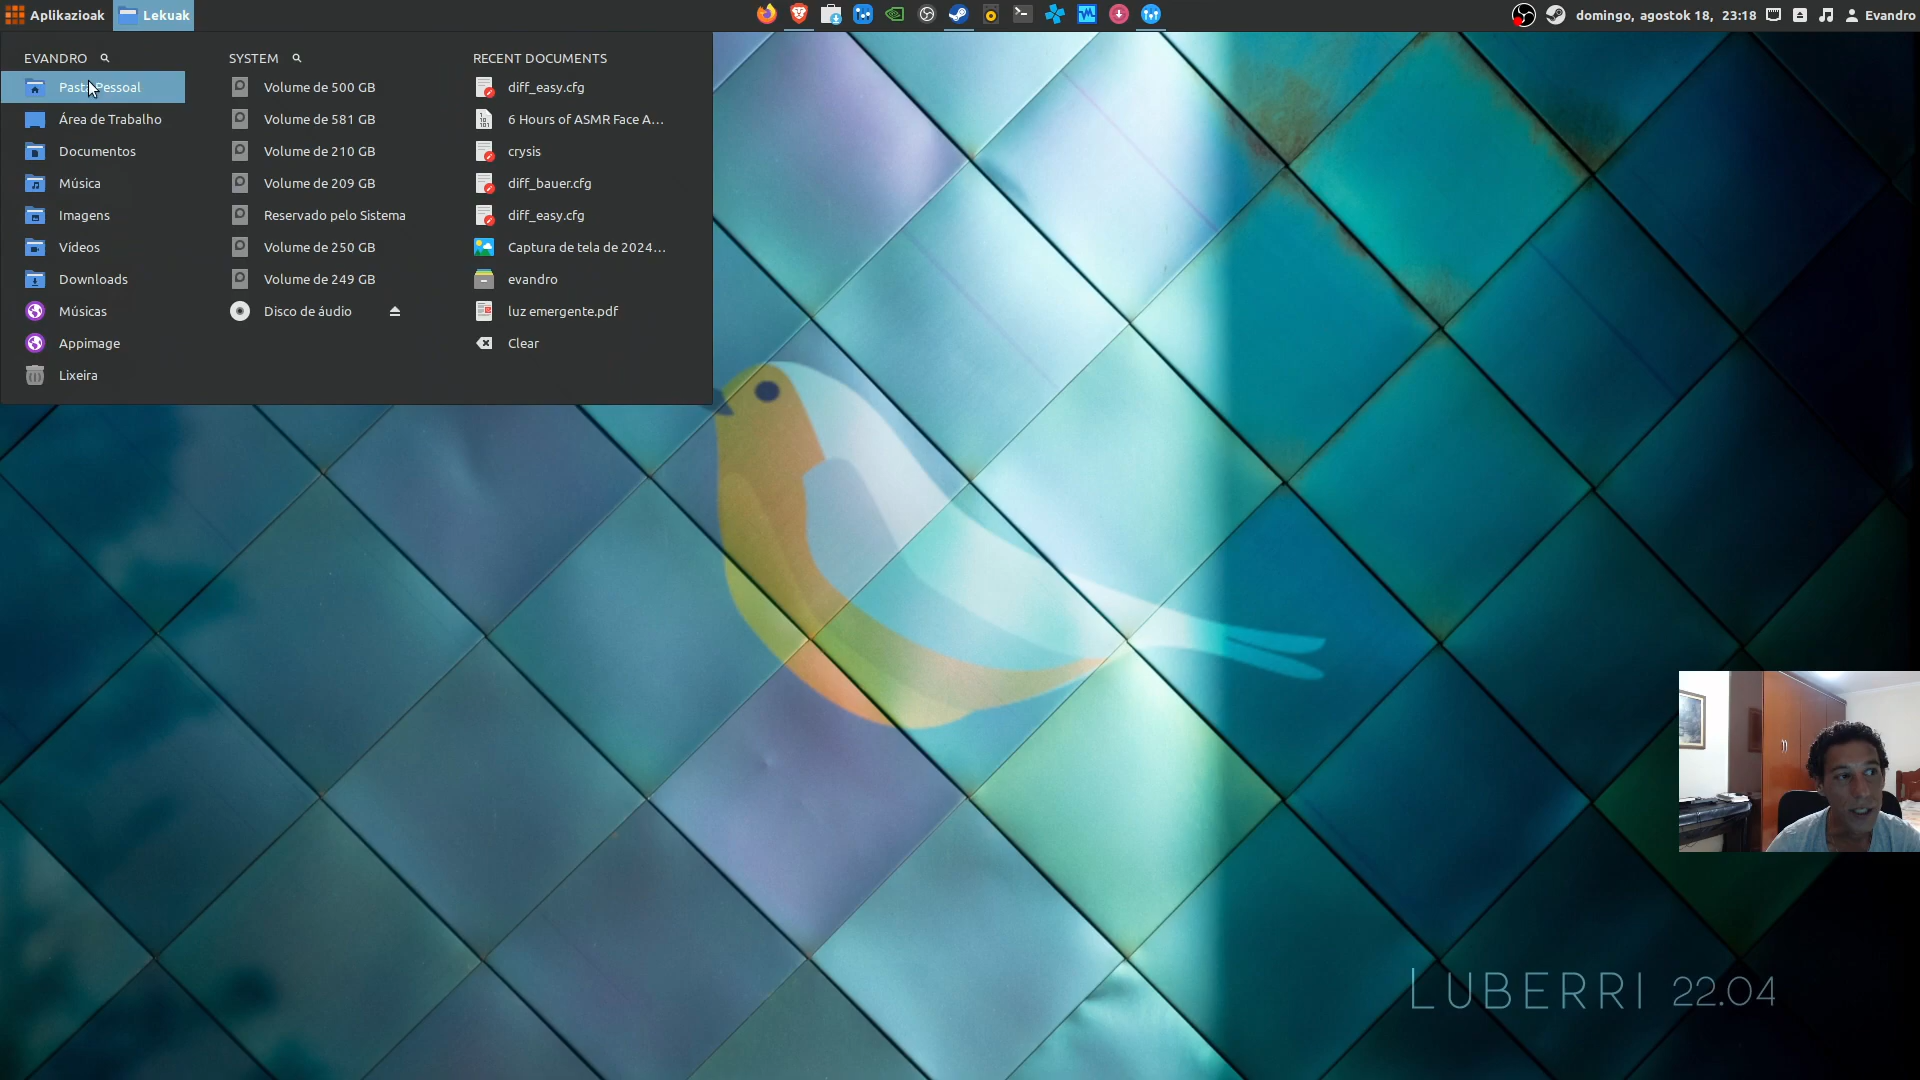 Aplikazioak
Lekuak
domingo, agostok 18, 23:18
Evandro
EVANDRO
Pasta Pessoal
Área de Trabalho
Documentos
Música
Imagens
Vídeos
Downloads
Músicas
Appimage
Lixeira
SYSTEM
Volume de 500 GB
Volume de 581 GB
Volume de 210 GB
Volume de 209 GB
Reservado pelo Sistema
Volume de 250 GB
Volume de 249 GB
Disco de áudio
RECENT DOCUMENTS
diff_easy.cfg
6 Hours of ASMR Face A...
crysis
diff_bauer.cfg
diff_easy.cfg
Captura de tela de 2024...
evandro
luz emergente.pdf
Clear
LUBERRI 22.04